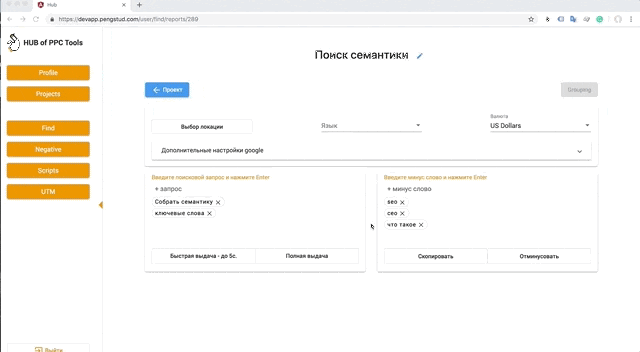 Hub
https://devapp.pengstud.com/user/find/reports/289
HUB of PPC Tools
Profile
Projects
Find
Negative
Scripts
UTM
Выйти
Поиск семантики
Проект
Grouping
Выбор локации
Язык
Валюта
US Dollars
Дополнительные настройки google
Введите поисковой запрос и нажмите Enter
+ запрос
Собрать семантику
ключевые слова
Быстрая выдача - до 5с.
Полная выдача
Введите минус слово и нажмите Enter
+ минус слово
seo
сео
что такое
Скопировать
Отминусовать